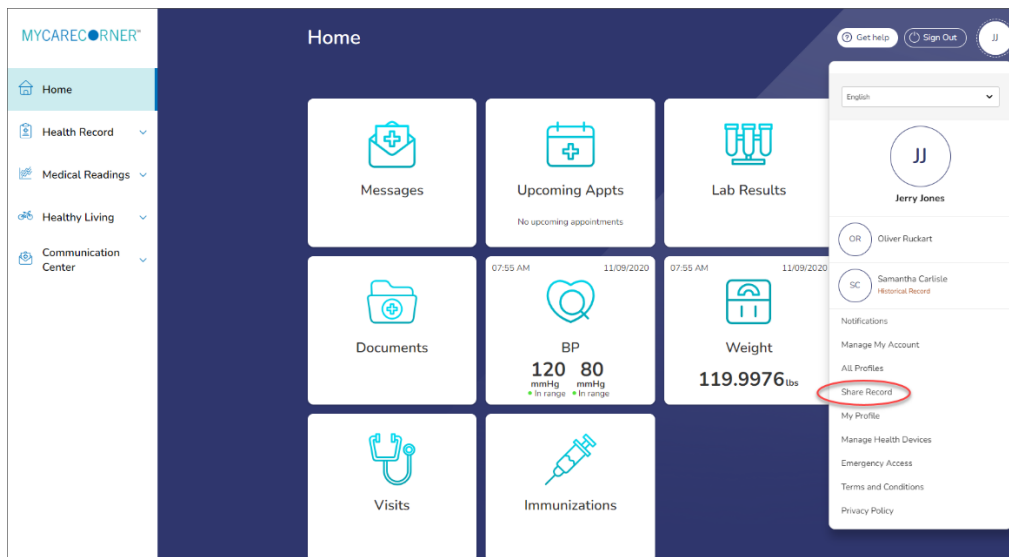 MYCARECORNER
Home
Get help
Sign Out
JJ
Home
Health Record
Medical Readings
Healthy Living
Communication
Center
Messages
Upcoming Appts
No upcoming appointments
Lab Results
Documents
07:55 AM 11/09/2020
BP
120 80
mmHg mmHg
In range In range
07:55 AM 11/09/2020
Weight
119.9976 lbs
Visits
Immunizations
English
JJ
Jerry Jones
OR Oliver Ruckart
SC Samantha Carlisle
Historical Record
Notifications
Manage My Account
All Profiles
Share Record
My Profile
Manage Health Devices
Emergency Access
Terms and Conditions
Privacy Policy